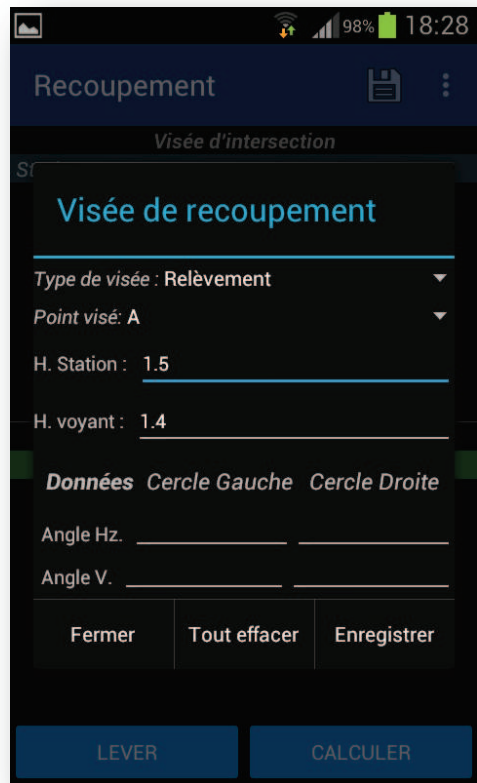 98% 18:28
Recoupement
Visée d'intersection
St
Visée de recoupement
Type de visée : Relèvement
Point visé: A
H. Station : 1.5
H. voyant : 1.4
Données Cercle Gauche Cercle Droite
Angle Hz.
Angle V.
Fermer Tout effacer Enregistrer
LEVER CALCULER